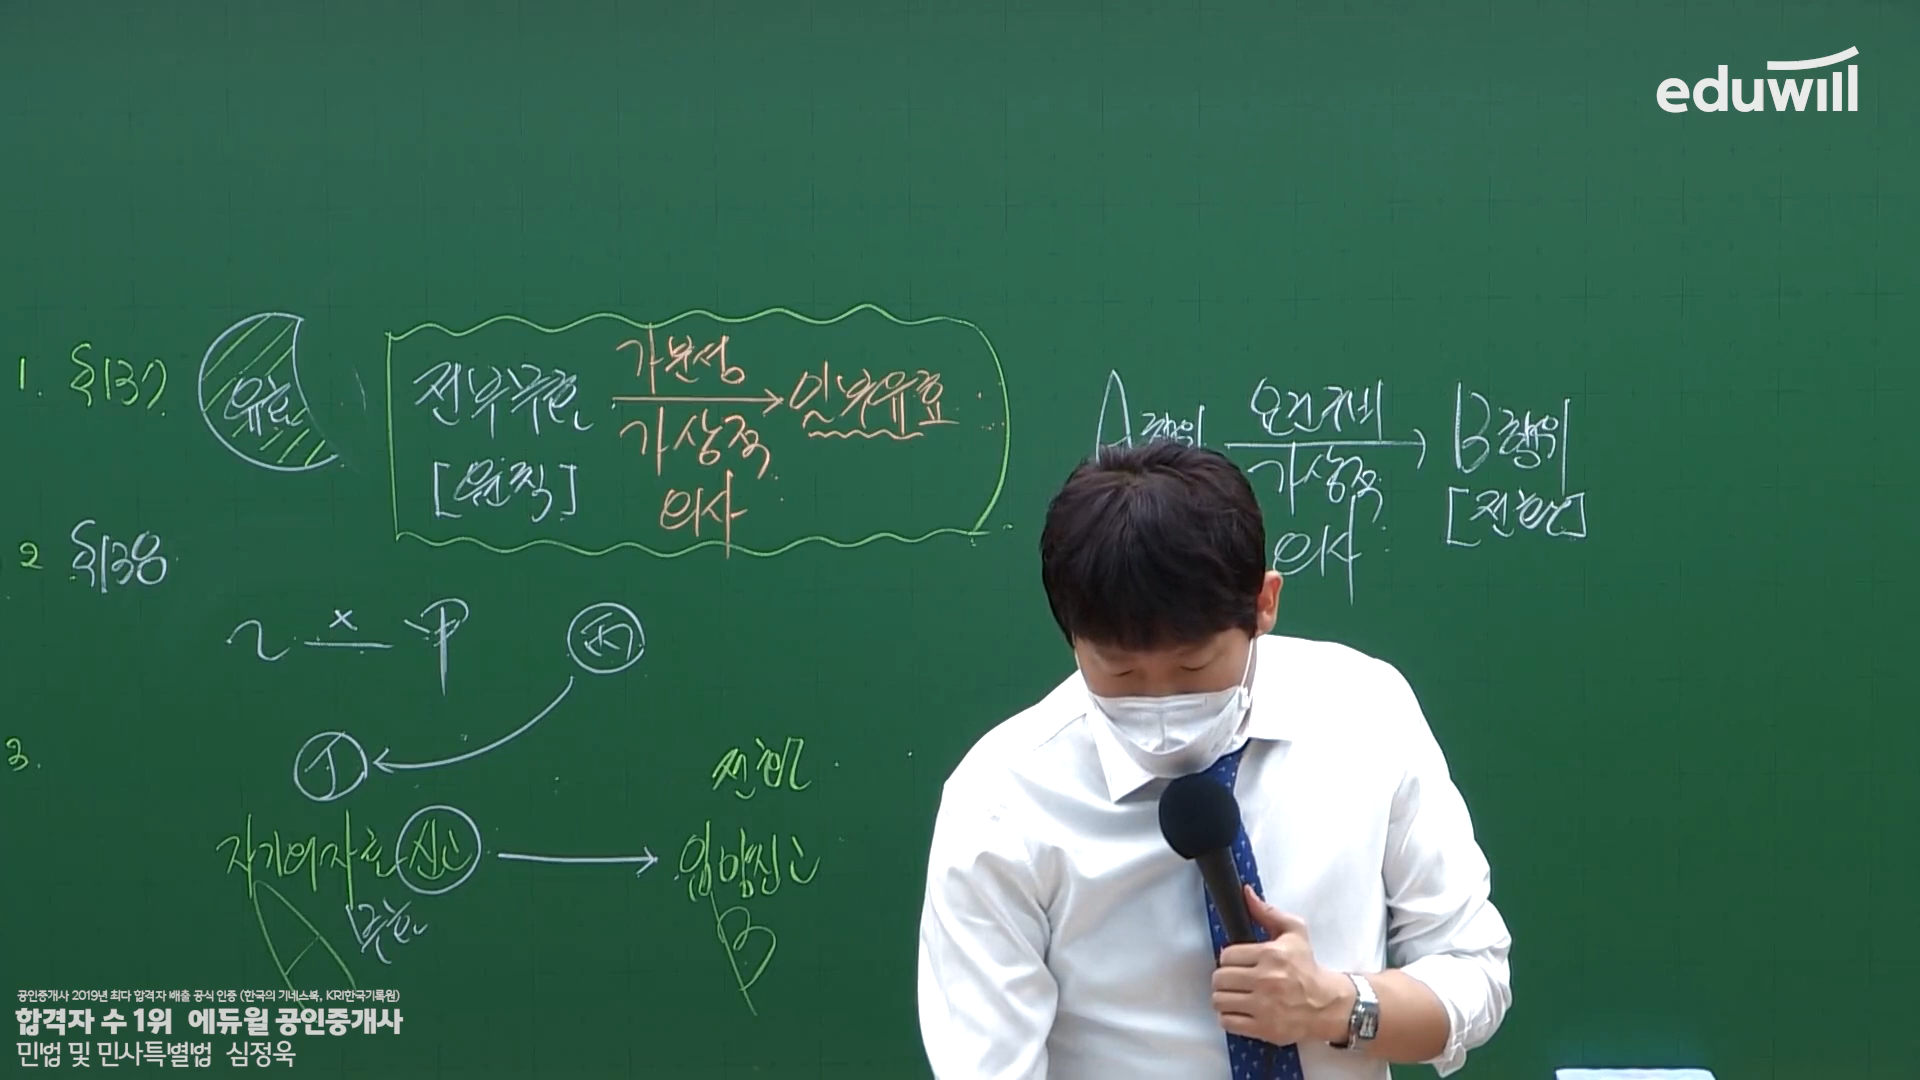 eduwill
1. §137 유효 전부무효 [원칙] 가분성 가상적 의사 일부유효
A행위 요건구비 가상적 의사 B행위 [전환]
2 §138
乙 × 甲 丙
3.
丁 전환
자기의 자로 신고 입양신고
A 무효 B
공인중개사 2019년 최다 합격자 배출 공식 인증 (한국의 기네스북, KRI한국기록원)
합격자 수 1위 에듀윌 공인중개사
민법 및 민사특별법 심정욱